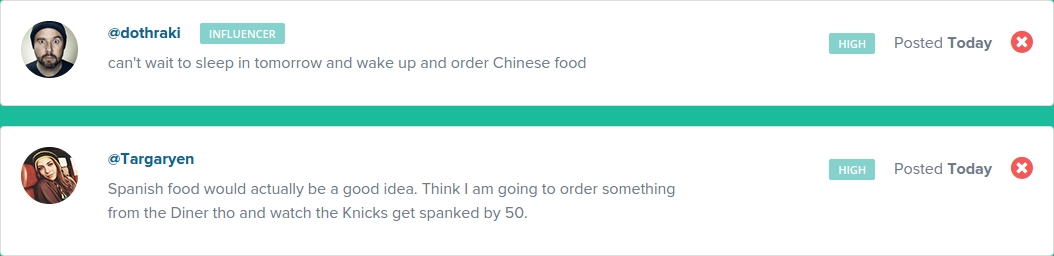 @dothraki INFLUENCER
HIGH Posted Today
can't wait to sleep in tomorrow and wake up and order Chinese food
@Targaryen
HIGH Posted Today
Spanish food would actually be a good idea. Think I am going to order something
from the Diner tho and watch the Knicks get spanked by 50.